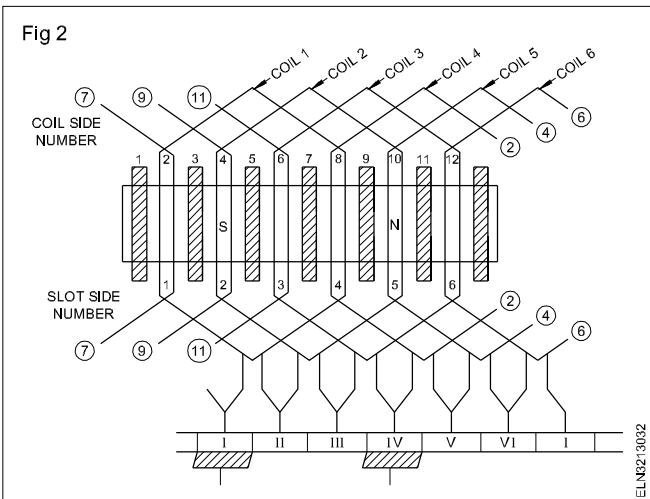 Fig 2
COIL 1 COIL 2 COIL 3 COIL 4 COIL 5 COIL 6
7 9 11
COIL SIDE
NUMBER
2 4 6
1 2 3 4 5 6 7 8 9 10 11 12
S N
SLOT SIDE
NUMBER
1 2 3 4 5 6
7 9 11
2 4 6
I II III IV V VI I
ELN3213032